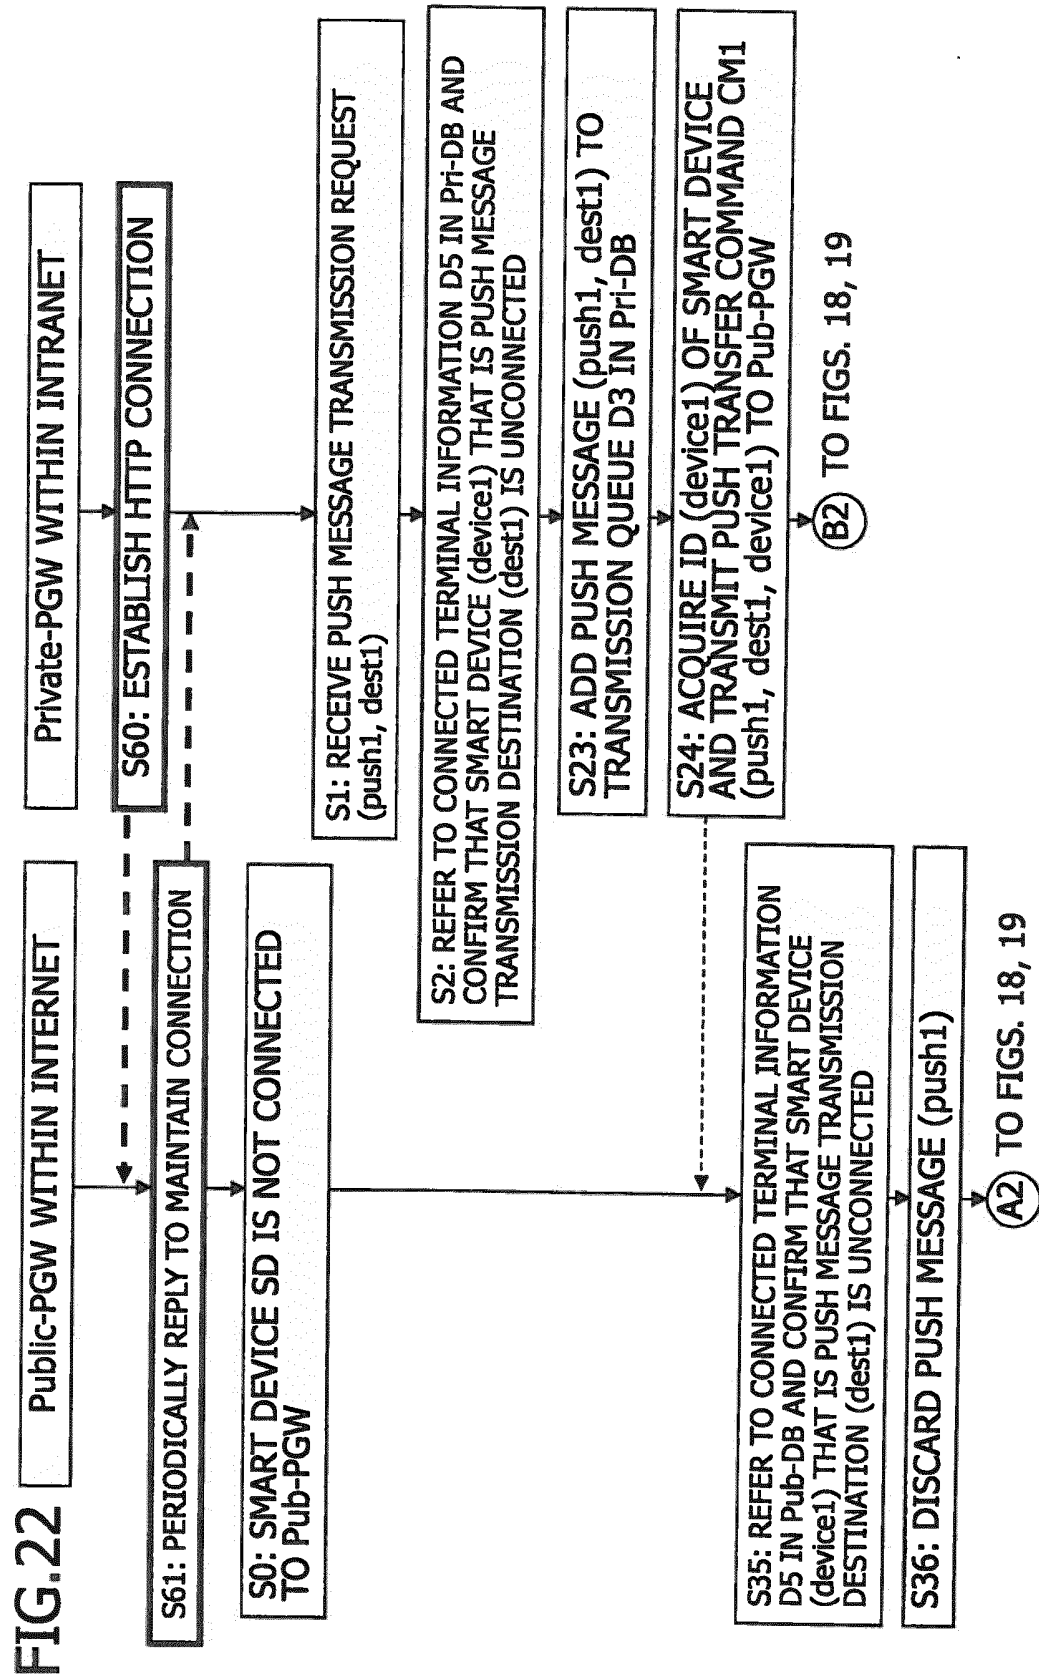 FIG.22
Public-PGW WITHIN INTERNET
S61: PERIODICALLY REPLY TO MAINTAIN CONNECTION
S0: SMART DEVICE SD IS NOT CONNECTED
TO Pub-PGW
S35: REFER TO CONNECTED TERMINAL INFORMATION
D5 IN Pub-DB AND CONFIRM THAT SMART DEVICE
(device1) THAT IS PUSH MESSAGE TRANSMISSION
DESTINATION (dest1) IS UNCONNECTED
S36: DISCARD PUSH MESSAGE (push1)
A2 TO FIGS. 18, 19
Private-PGW WITHIN INTRANET
S60: ESTABLISH HTTP CONNECTION
S1: RECEIVE PUSH MESSAGE TRANSMISSION REQUEST
(push1, dest1)
S2: REFER TO CONNECTED TERMINAL INFORMATION D5 IN Pri-DB AND
CONFIRM THAT SMART DEVICE (device1) THAT IS PUSH MESSAGE
TRANSMISSION DESTINATION (dest1) IS UNCONNECTED
S23: ADD PUSH MESSAGE (push1, dest1) TO
TRANSMISSION QUEUE D3 IN Pri-DB
S24: ACQUIRE ID (device1) OF SMART DEVICE
AND TRANSMIT PUSH TRANSFER COMMAND CM1
(push1, dest1, device1) TO Pub-PGW
B2 TO FIGS. 18, 19